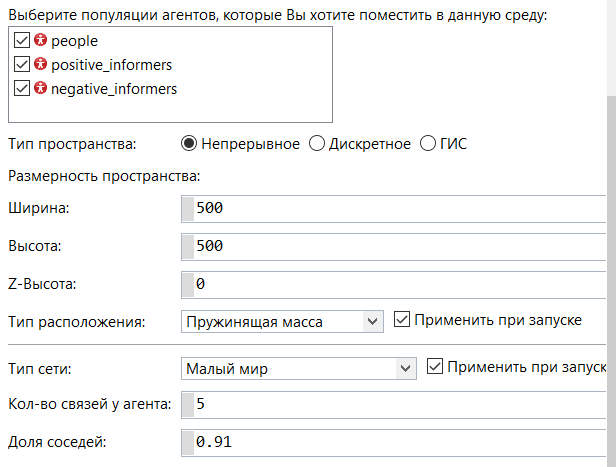 Выберите популяции агентов, которые Вы хотите поместить в данную среду:
people
positive_informers
negative_informers
Тип пространства: Непрерывное Дискретное ГИС
Размерность пространства:
Ширина: 500
Высота: 500
Z-Высота: 0
Тип расположения: Пружинящая масса Применить при запуске
Тип сети: Малый мир Применить при запуск
Кол-во связей у агента: 5
Доля соседей: 0.91